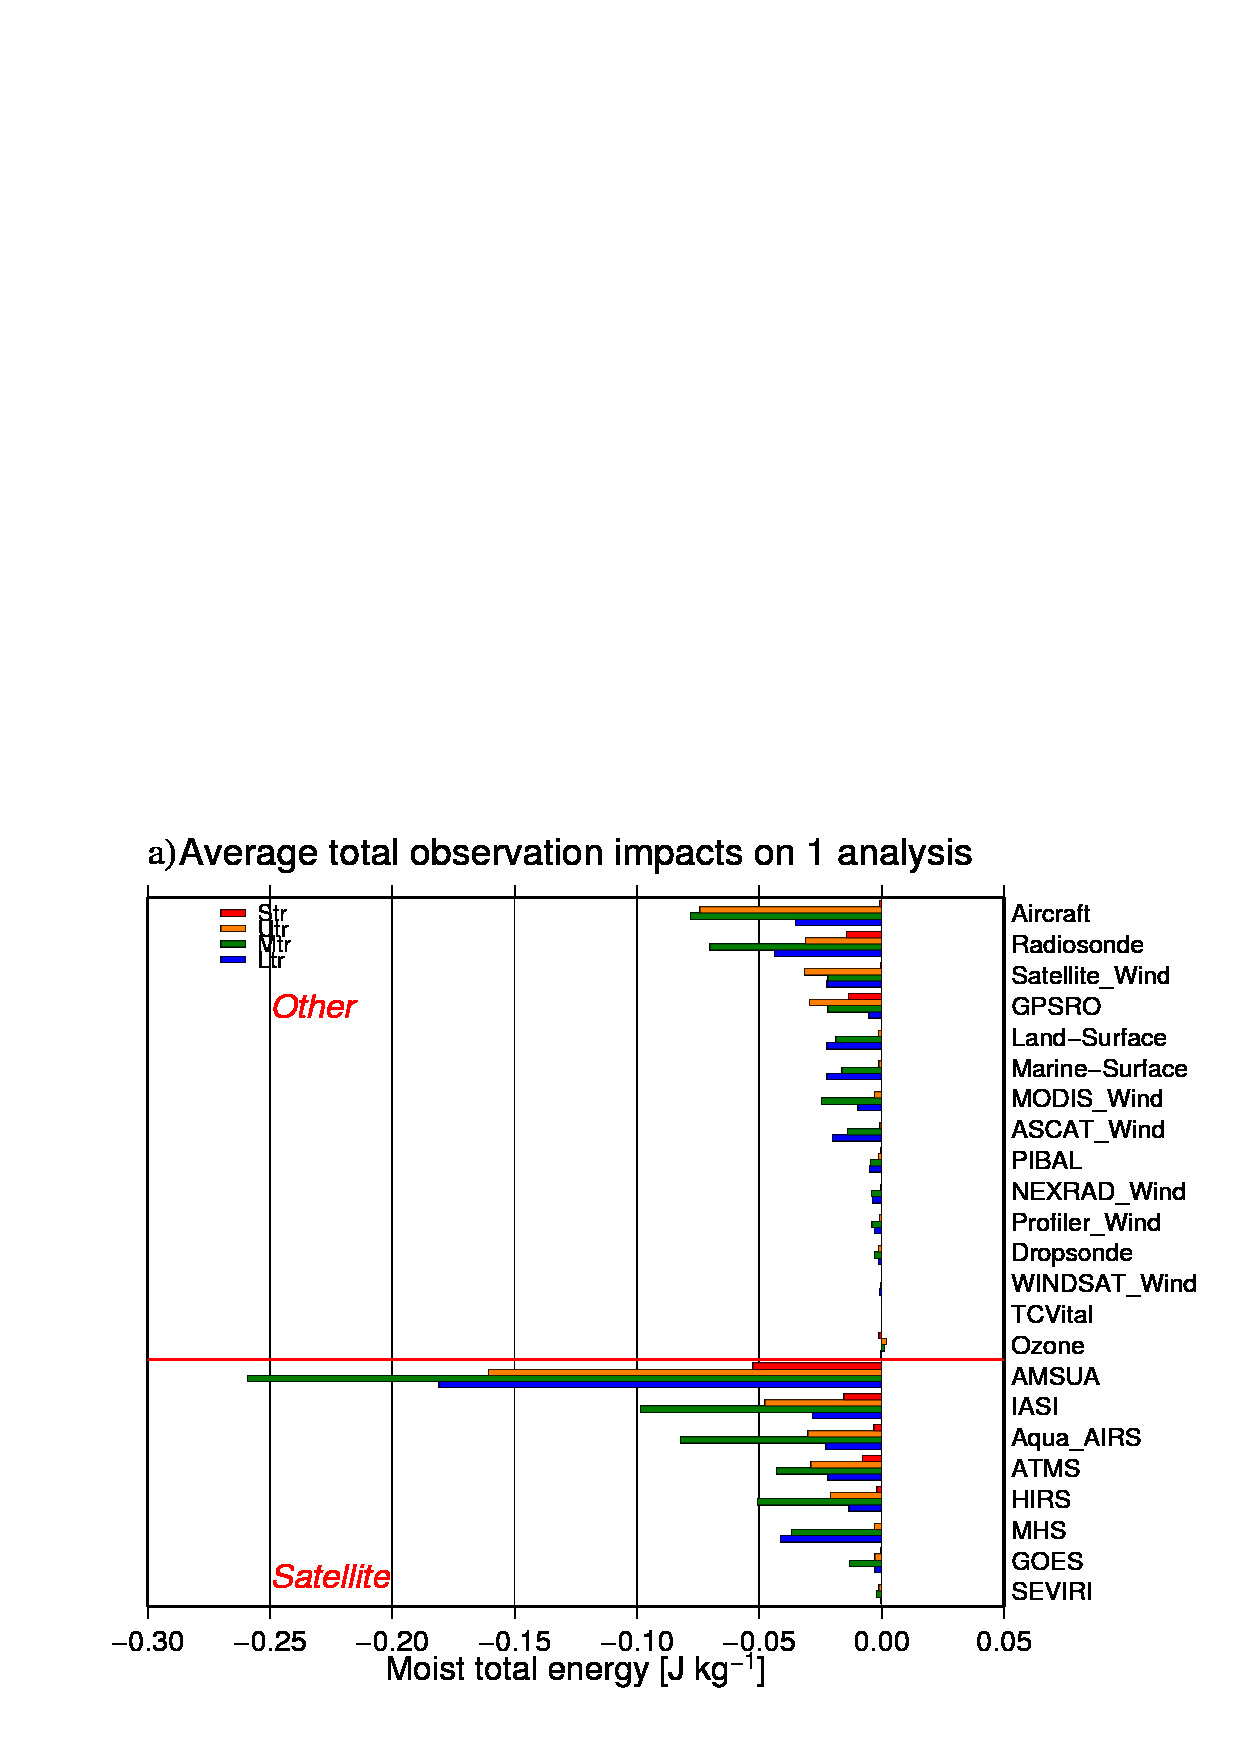 a)Average total observation impacts on 1 analysis
Str
Utr
Mtr
Ltr
Other
Aircraft
Radiosonde
Satellite_Wind
GPSRO
Land−Surface
Marine−Surface
MODIS_Wind
ASCAT_Wind
PIBAL
NEXRAD_Wind
Profiler_Wind
Dropsonde
WINDSAT_Wind
TCVital
Ozone
AMSUA
IASI
Aqua_AIRS
ATMS
HIRS
MHS
GOES
SEVIRI
Satellite
−0.30 −0.25 −0.20 −0.15 −0.10 −0.05 0.00 0.05
Moist total energy [J kg⁻¹]